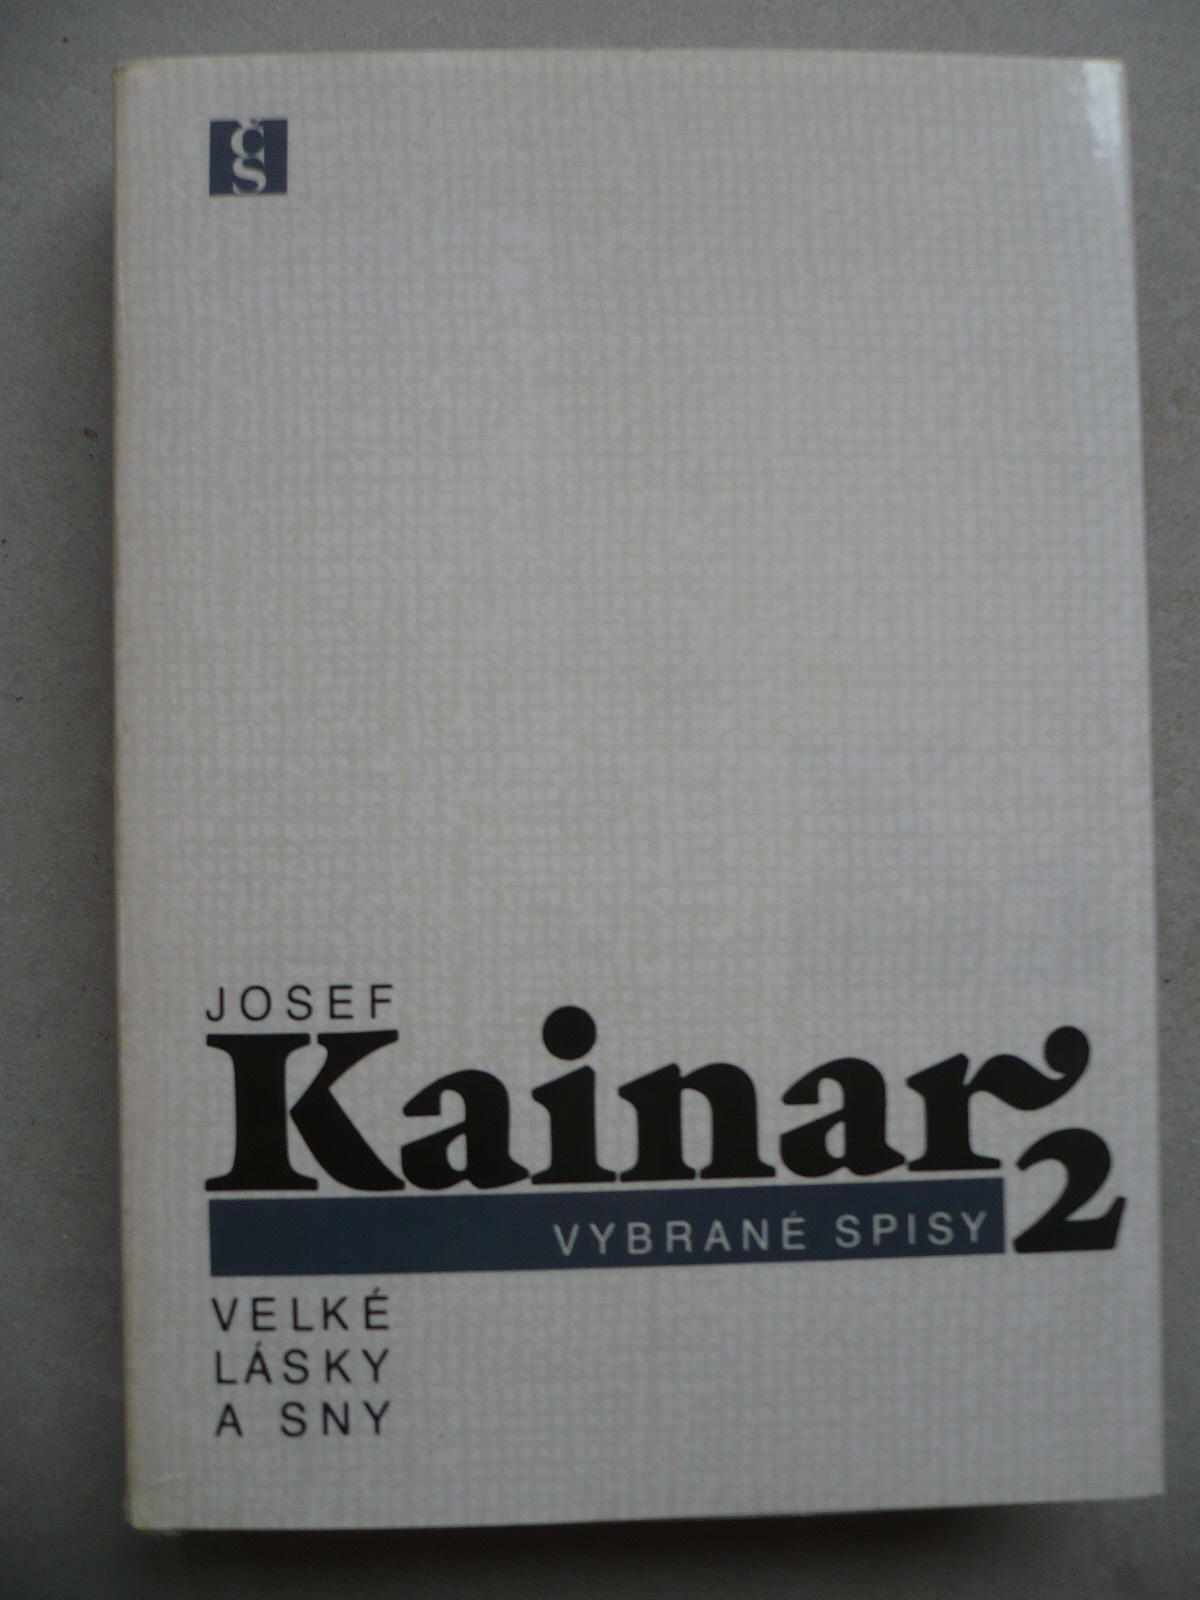 ČS
JOSEF
Kainar
2
VYBRANÉ SPISY
VELKÉ
LÁSKY
A SNY